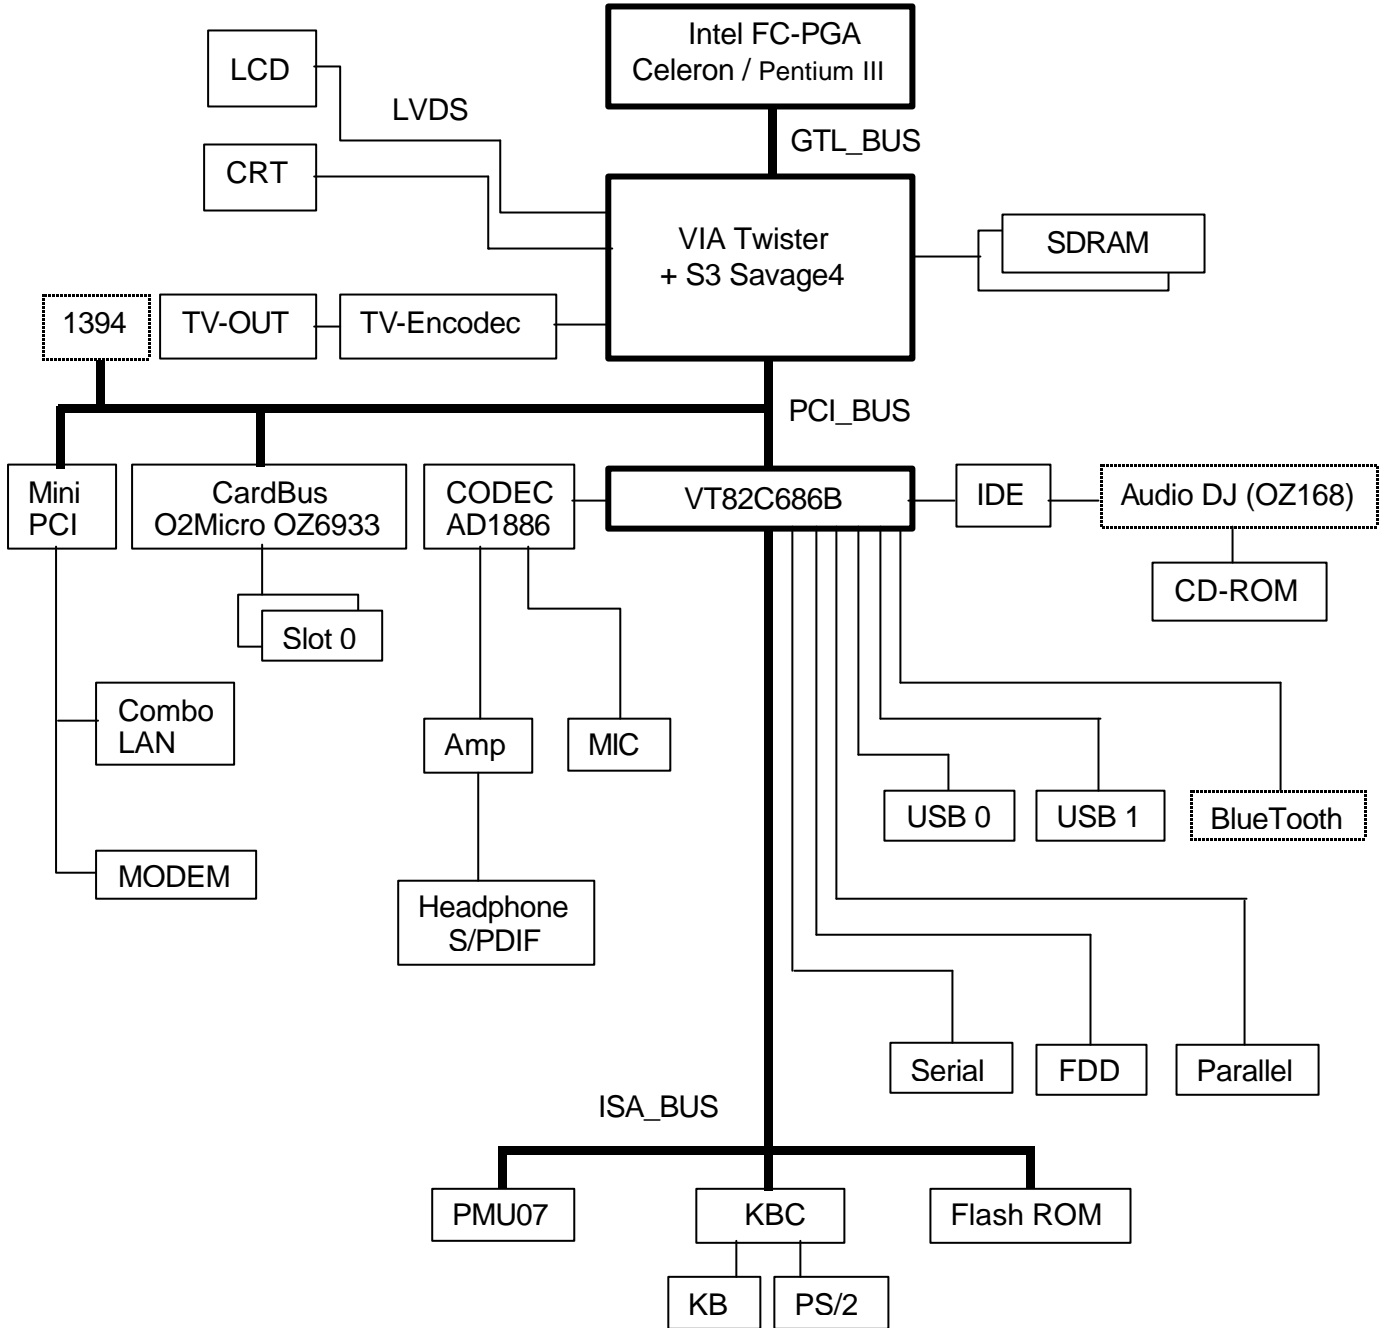 Intel FC-PGA
Celeron / Pentium III
LCD
LVDS
GTL_BUS
CRT
VIA Twister
+ S3 Savage4
SDRAM
1394
TV-OUT
TV-Encodec
PCI_BUS
Mini
PCI
CardBus
O2Micro OZ6933
CODEC
AD1886
VT82C686B
IDE
Audio DJ (OZ168)
CD-ROM
Slot 0
Combo
LAN
Amp
MIC
USB 0
USB 1
BlueTooth
MODEM
Headphone
S/PDIF
Serial
FDD
Parallel
ISA_BUS
PMU07
KBC
Flash ROM
KB
PS/2